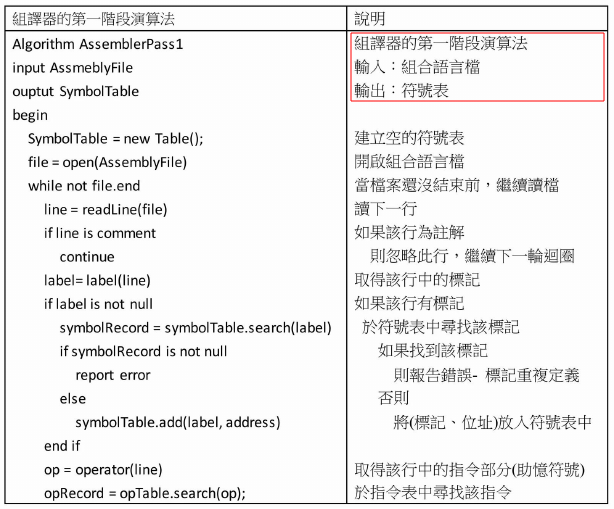 組譯器的第一階段演算法 說明
Algorithm AssemblerPass1 組譯器的第一階段演算法
input AssmeblyFile 輸入：組合語言檔
ouptut SymbolTable 輸出：符號表
begin
SymbolTable = new Table(); 建立空的符號表
file = open(AssemblyFile) 開啟組合語言檔
while not file.end 當檔案還沒結束前，繼續讀檔
line = readLine(file) 讀下一行
if line is comment 如果該行為註解
continue 則忽略此行，繼續下一輪迴圈
label= label(line) 取得該行中的標記
if label is not null 如果該行有標記
symbolRecord = symbolTable.search(label) 於符號表中尋找該標記
if symbolRecord is not null 如果找到該標記
report error 則報告錯誤- 標記重複定義
else 否則
symbolTable.add(label, address) 將(標記、位址)放入符號表中
end if
op = operator(line) 取得該行中的指令部分(助憶符號)
opRecord = opTable.search(op); 於指令表中尋找該指令